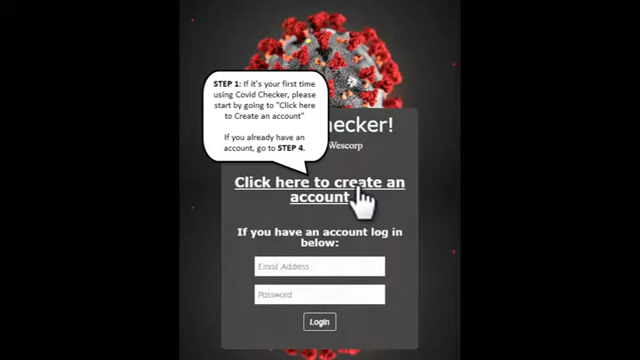 STEP 1: If it's your first time
using Covid Checker, please
start by going to "Click here
to Create an account"
If you already have an
account, go to STEP 4.
hecker!
Wescorp
Click here to create an
account
If you have an account log in
below:
Email Address
Password
Login